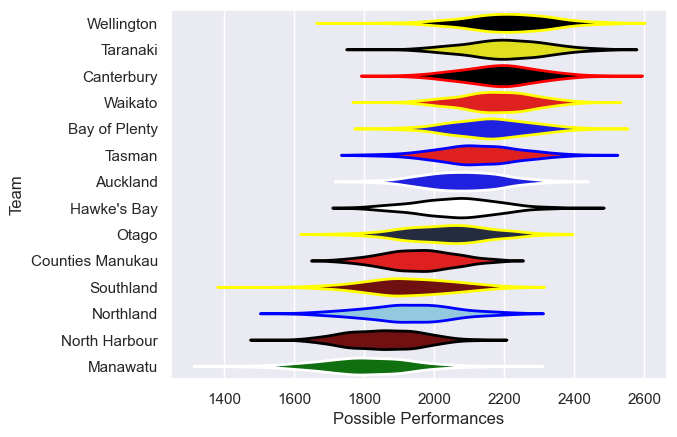 Wellington
Taranaki
Canterbury
Waikato
Bay of Plenty
Tasman
Auckland
Hawke's Bay
Otago
Counties Manukau
Southland
Northland
North Harbour
Manawatu
Team
1400 1600 1800 2000 2200 2400 2600
Possible Performances